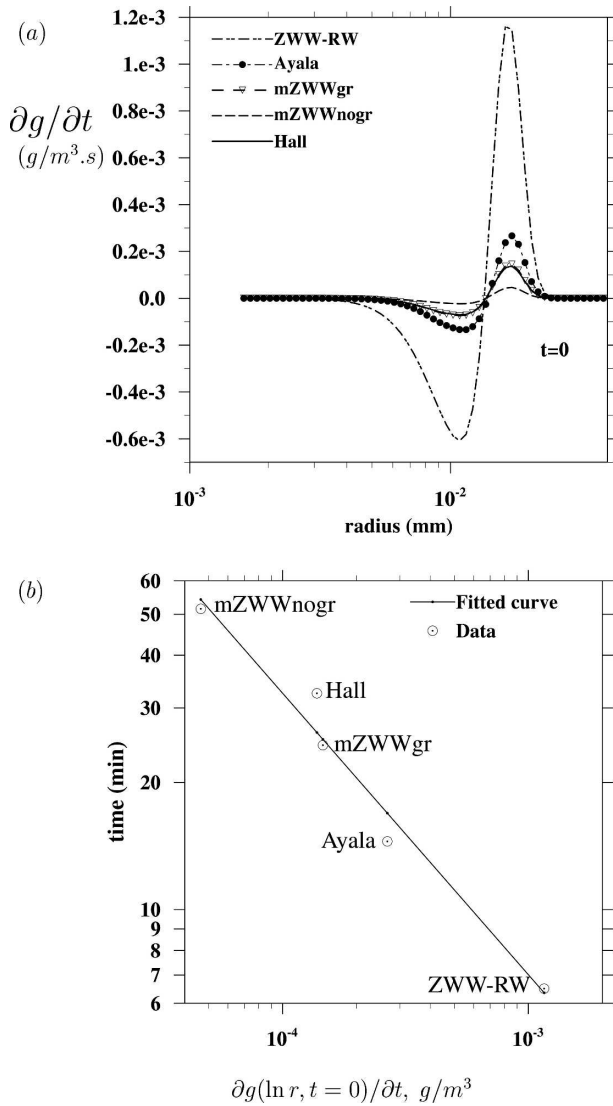 (a)
1.2e-3
1.0e-3
0.8e-3
0.6e-3
0.4e-3
0.2e-3
0.0
-0.2e-3
-0.4e-3
-0.6e-3
∂g/∂t
(g/m³.s)
ZWW-RW
Ayala
mZWWgr
mZWWnogr
Hall
t=0
10⁻³
10⁻²
radius (mm)
(b)
60
50
40
30
20
10
9
8
7
6
time (min)
Fitted curve
Data
mZWWnogr
Hall
mZWWgr
Ayala
ZWW-RW
10⁻⁴
10⁻³
∂g(ln r, t = 0)/∂t, g/m³